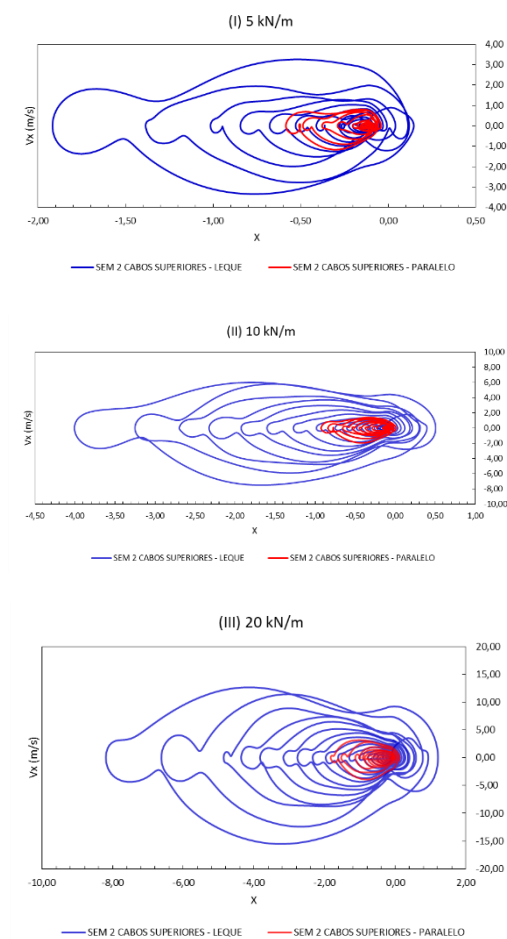 (I) 5 kN/m
4,00
3,00
2,00
1,00
0,00
-1,00
-2,00
-3,00
-4,00
Vx (m/s)
-2,00 -1,50 -1,00 -0,50 0,00 0,50
X
SEM 2 CABOS SUPERIORES - LEQUE SEM 2 CABOS SUPERIORES - PARALELO
(II) 10 kN/m
10,00
8,00
6,00
4,00
2,00
0,00
-2,00
-4,00
-6,00
-8,00
-10,00
Vx (m/s)
-4,50 -4,00 -3,50 -3,00 -2,50 -2,00 -1,50 -1,00 -0,50 0,00 0,50 1,00
X
SEM 2 CABOS SUPERIORES - LEQUE SEM 2 CABOS SUPERIORES - PARALELO
(III) 20 kN/m
20,00
15,00
10,00
5,00
0,00
-5,00
-10,00
-15,00
-20,00
Vx (m/s)
-10,00 -8,00 -6,00 -4,00 -2,00 0,00 2,00
X
SEM 2 CABOS SUPERIORES - LEQUE SEM 2 CABOS SUPERIORES - PARALELO